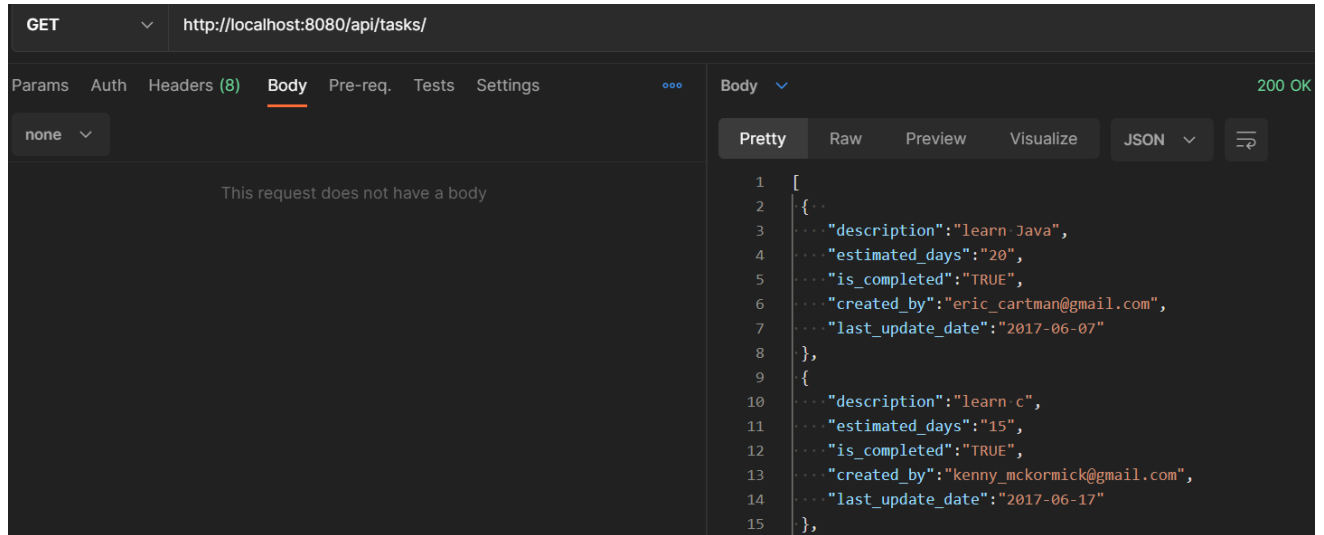 GET http://localhost:8080/api/tasks/
Params Auth Headers (8) Body Pre-req. Tests Settings
none
This request does not have a body
Body 200 OK
Pretty Raw Preview Visualize JSON
1 [
2 {
3 "description":"learn Java",
4 "estimated_days":"20",
5 "is_completed":"TRUE",
6 "created_by":"eric_cartman@gmail.com",
7 "last_update_date":"2017-06-07"
8 },
9 {
10 "description":"learn c",
11 "estimated_days":"15",
12 "is_completed":"TRUE",
13 "created_by":"kenny_mckormick@gmail.com",
14 "last_update_date":"2017-06-17"
15 },